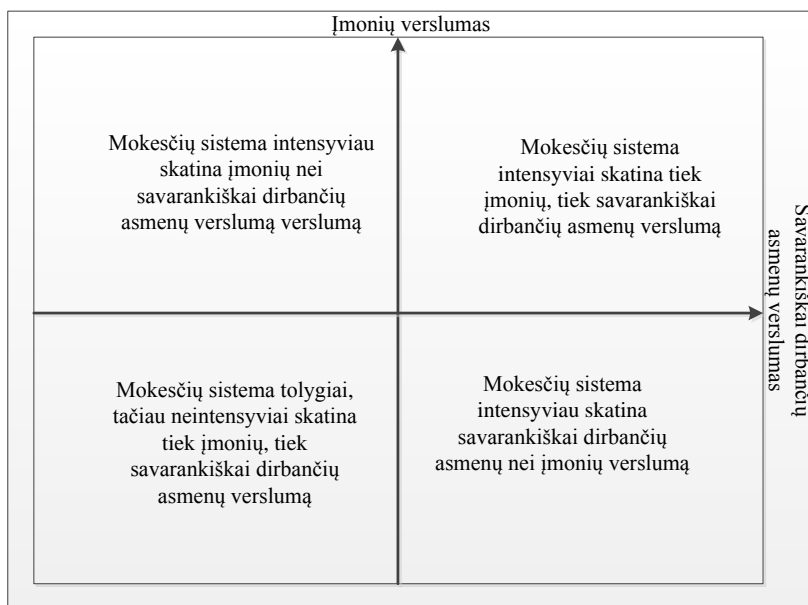 Įmonių verslumas
Mokesčių sistema intensyviau
skatina įmonių nei
savarankiškai dirbančių
asmenų verslumą verslumą
Mokesčių sistema
intensyviai skatina tiek
įmonių, tiek savarankiškai
dirbančių asmenų verslumą
Savarankiškai dirbančių
asmenų verslumas
Mokesčių sistema tolygiai,
tačiau neintensyviai skatina
tiek įmonių, tiek
savarankiškai dirbančių
asmenų verslumą
Mokesčių sistema
intensyviau skatina
savarankiškai dirbančių
asmenų nei įmonių verslumą